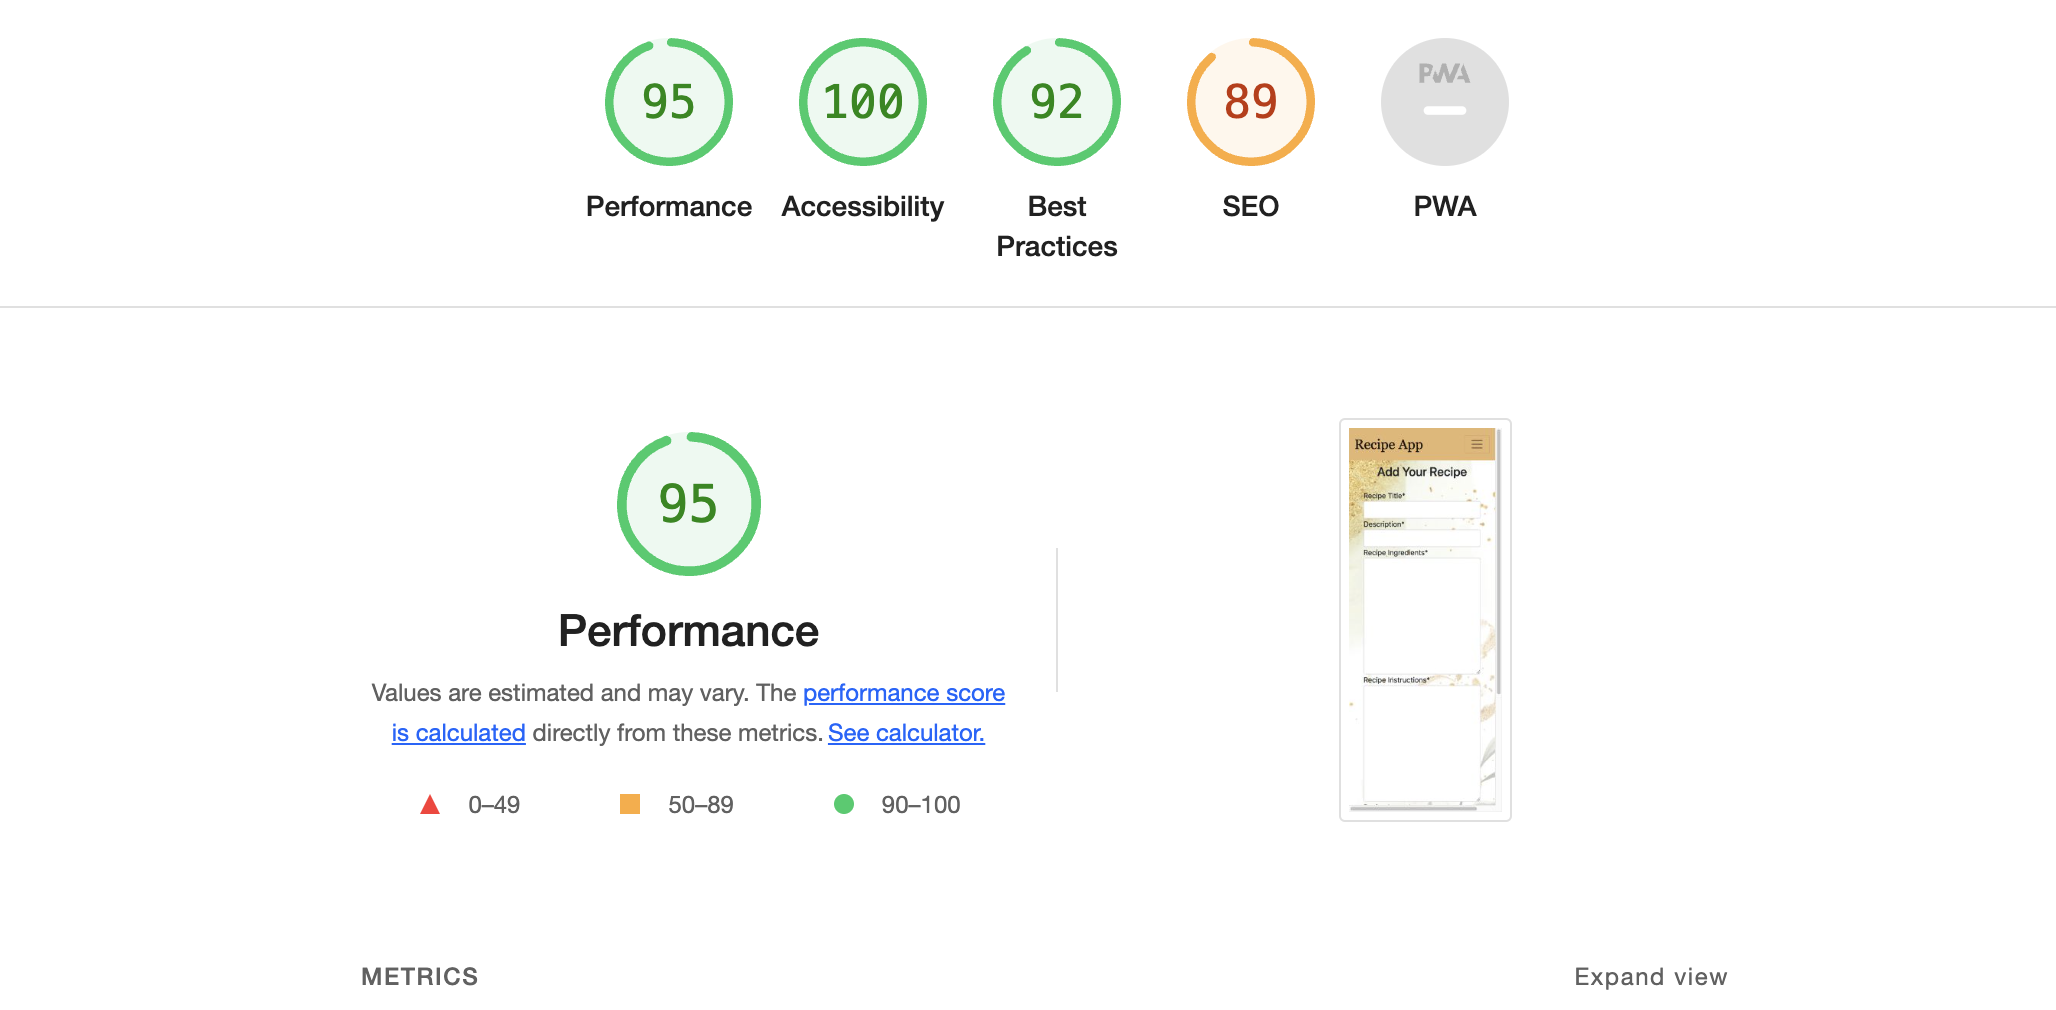 95
100
92
89
PWA
Performance
Accessibility
Best
Practices
SEO
PWA
95
Performance
Values are estimated and may vary. The performance score
is calculated directly from these metrics. See calculator.
0–49
50–89
90–100
Recipe App
Add Your Recipe
Recipe Title*
Description*
Recipe Ingredients*
Recipe Instructions*
METRICS
Expand view